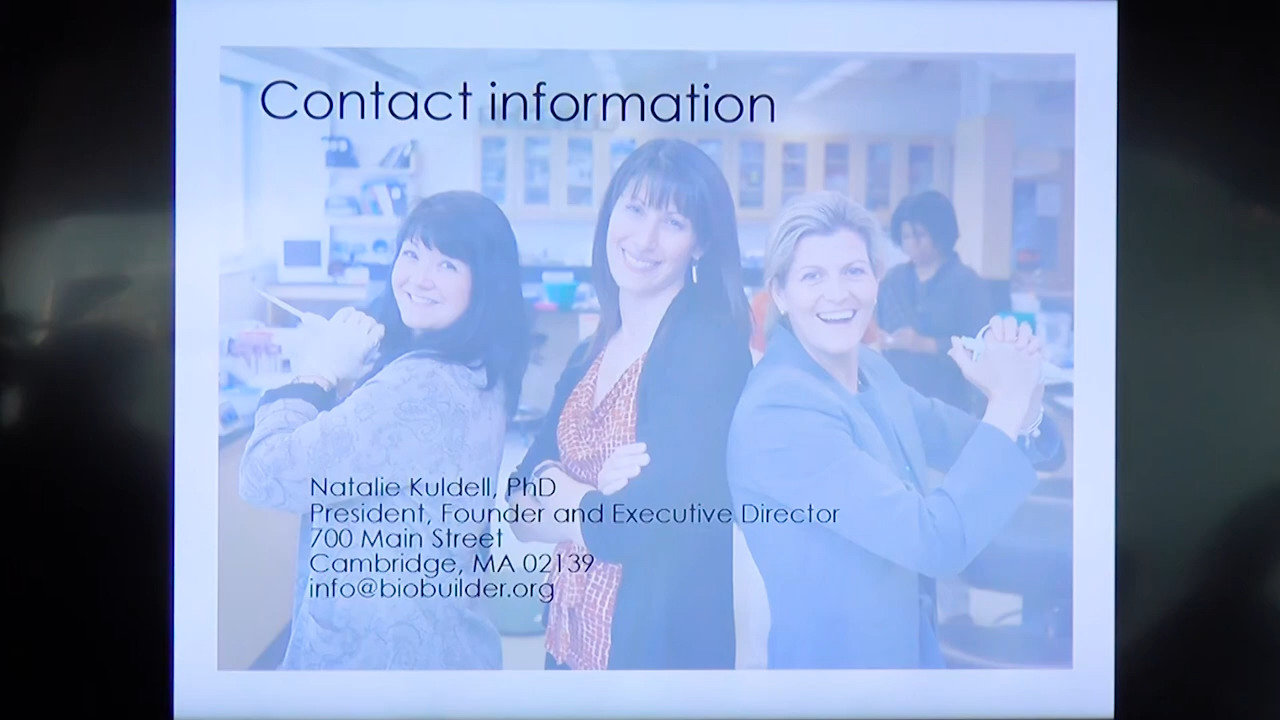 Contact information
Natalie Kuldell, PhD
President, Founder and Executive Director
700 Main Street
Cambridge, MA 02139
info@biobuilder.org